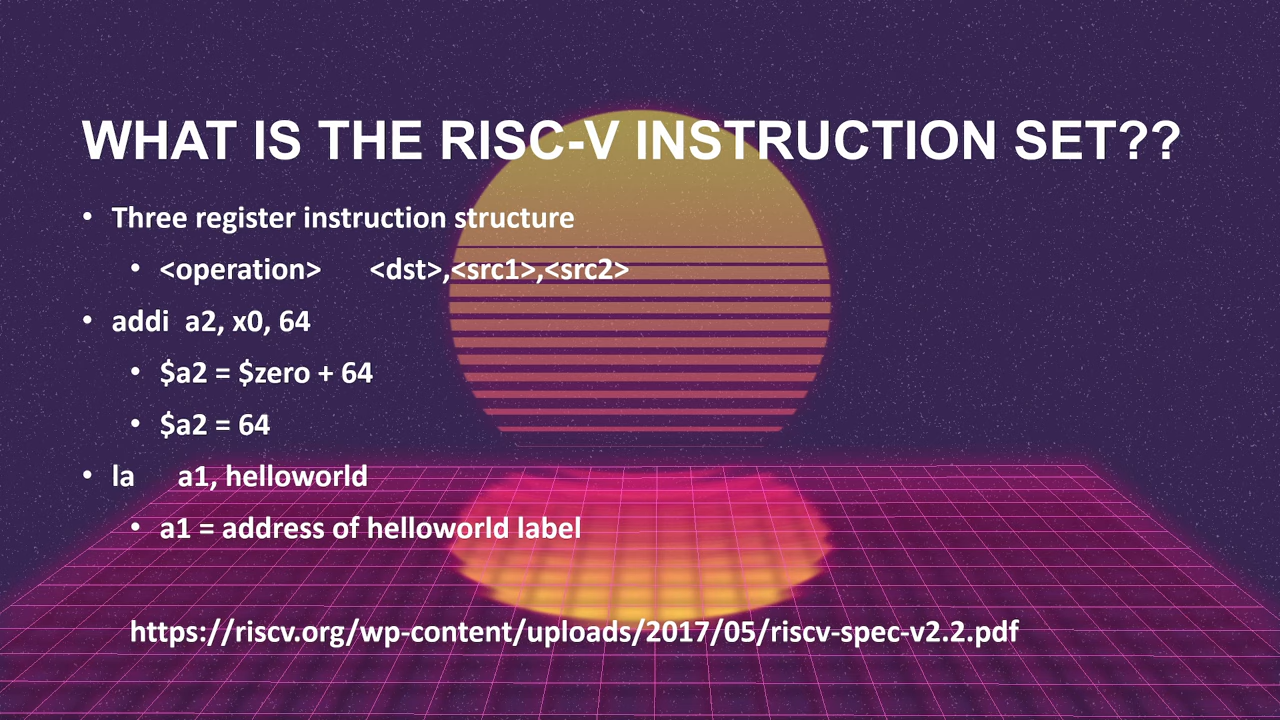 WHAT IS THE RISC-V INSTRUCTION SET??
• Three register instruction structure
• <operation> <dst>,<src1>,<src2>
• addi a2, x0, 64
• $a2 = $zero + 64
• $a2 = 64
• la a1, helloworld
• a1 = address of helloworld label
https://riscv.org/wp-content/uploads/2017/05/riscv-spec-v2.2.pdf